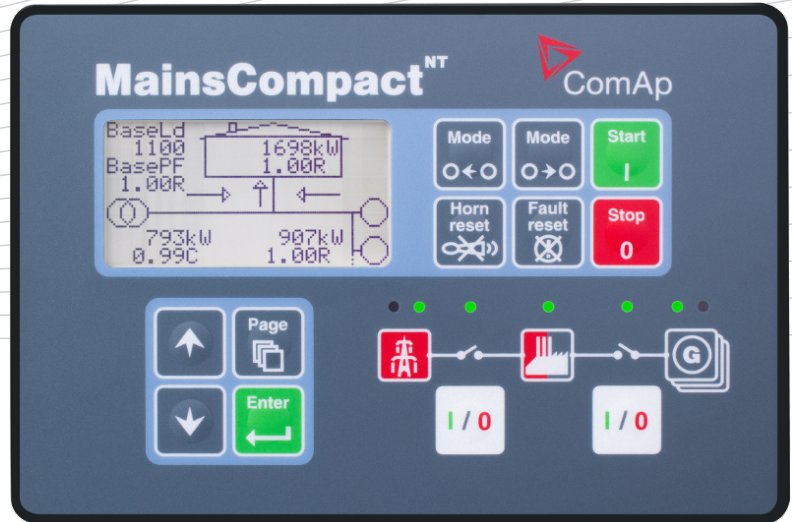 MainsCompact NT
ComAp
BaseLd
1100
1698kW
BasePF
1.00R
1.00R
793kW
907kW
0.99C
1.00R
Mode
Mode
Start
I
Horn
reset
Fault
reset
Stop
0
Page
Enter
G
I / 0
I / 0